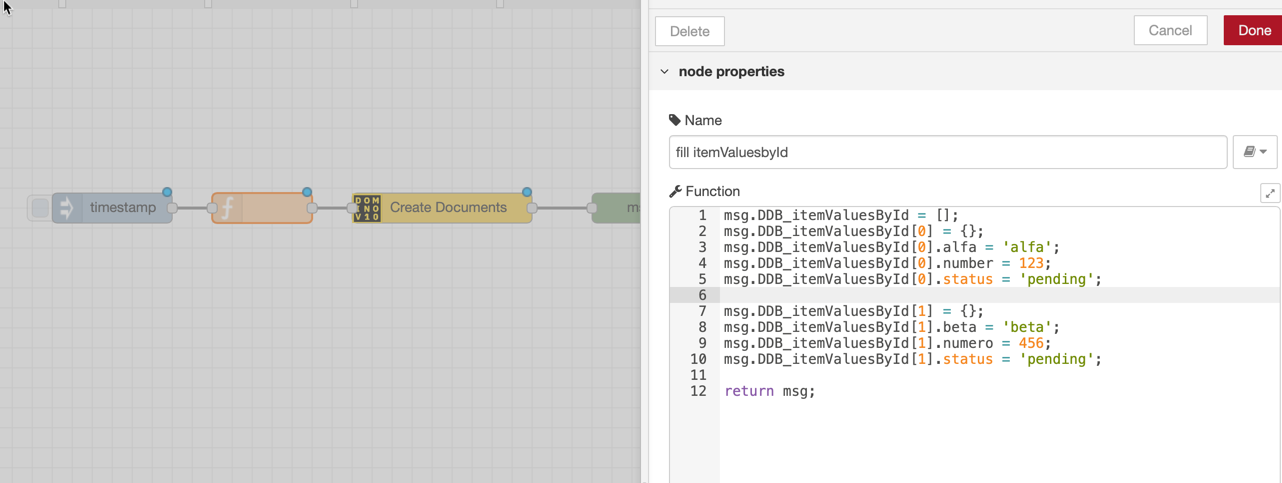 Delete
Cancel
Done
node properties
Name
fill itemValuesbyId
Function
1 msg.DDB_itemValuesById = [];
2 msg.DDB_itemValuesById[0] = {};
3 msg.DDB_itemValuesById[0].alfa = 'alfa';
4 msg.DDB_itemValuesById[0].number = 123;
5 msg.DDB_itemValuesById[0].status = 'pending';
6
7 msg.DDB_itemValuesById[1] = {};
8 msg.DDB_itemValuesById[1].beta = 'beta';
9 msg.DDB_itemValuesById[1].numero = 456;
10 msg.DDB_itemValuesById[1].status = 'pending';
11
12 return msg;
timestamp
f
DOM
INO
V10
Create Documents